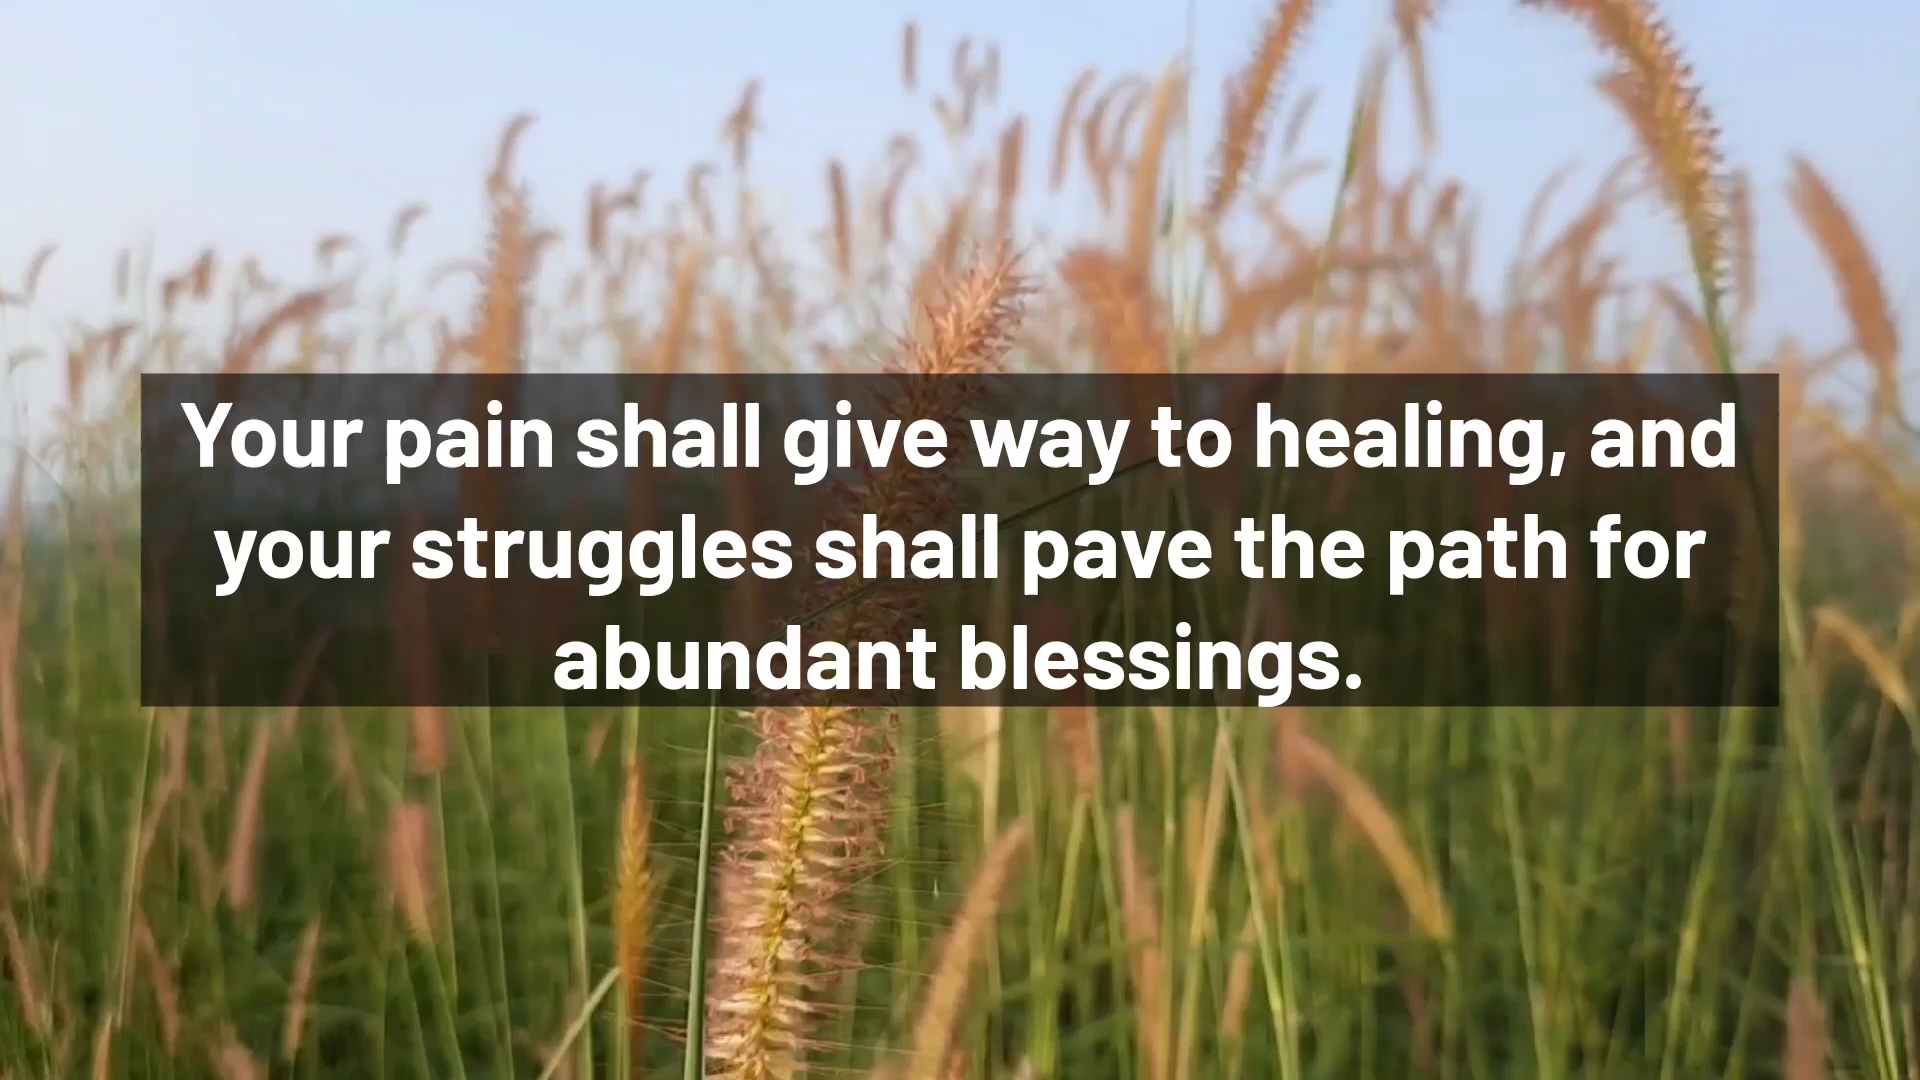 Your pain shall give way to healing, and
your struggles shall pave the path for
abundant blessings.